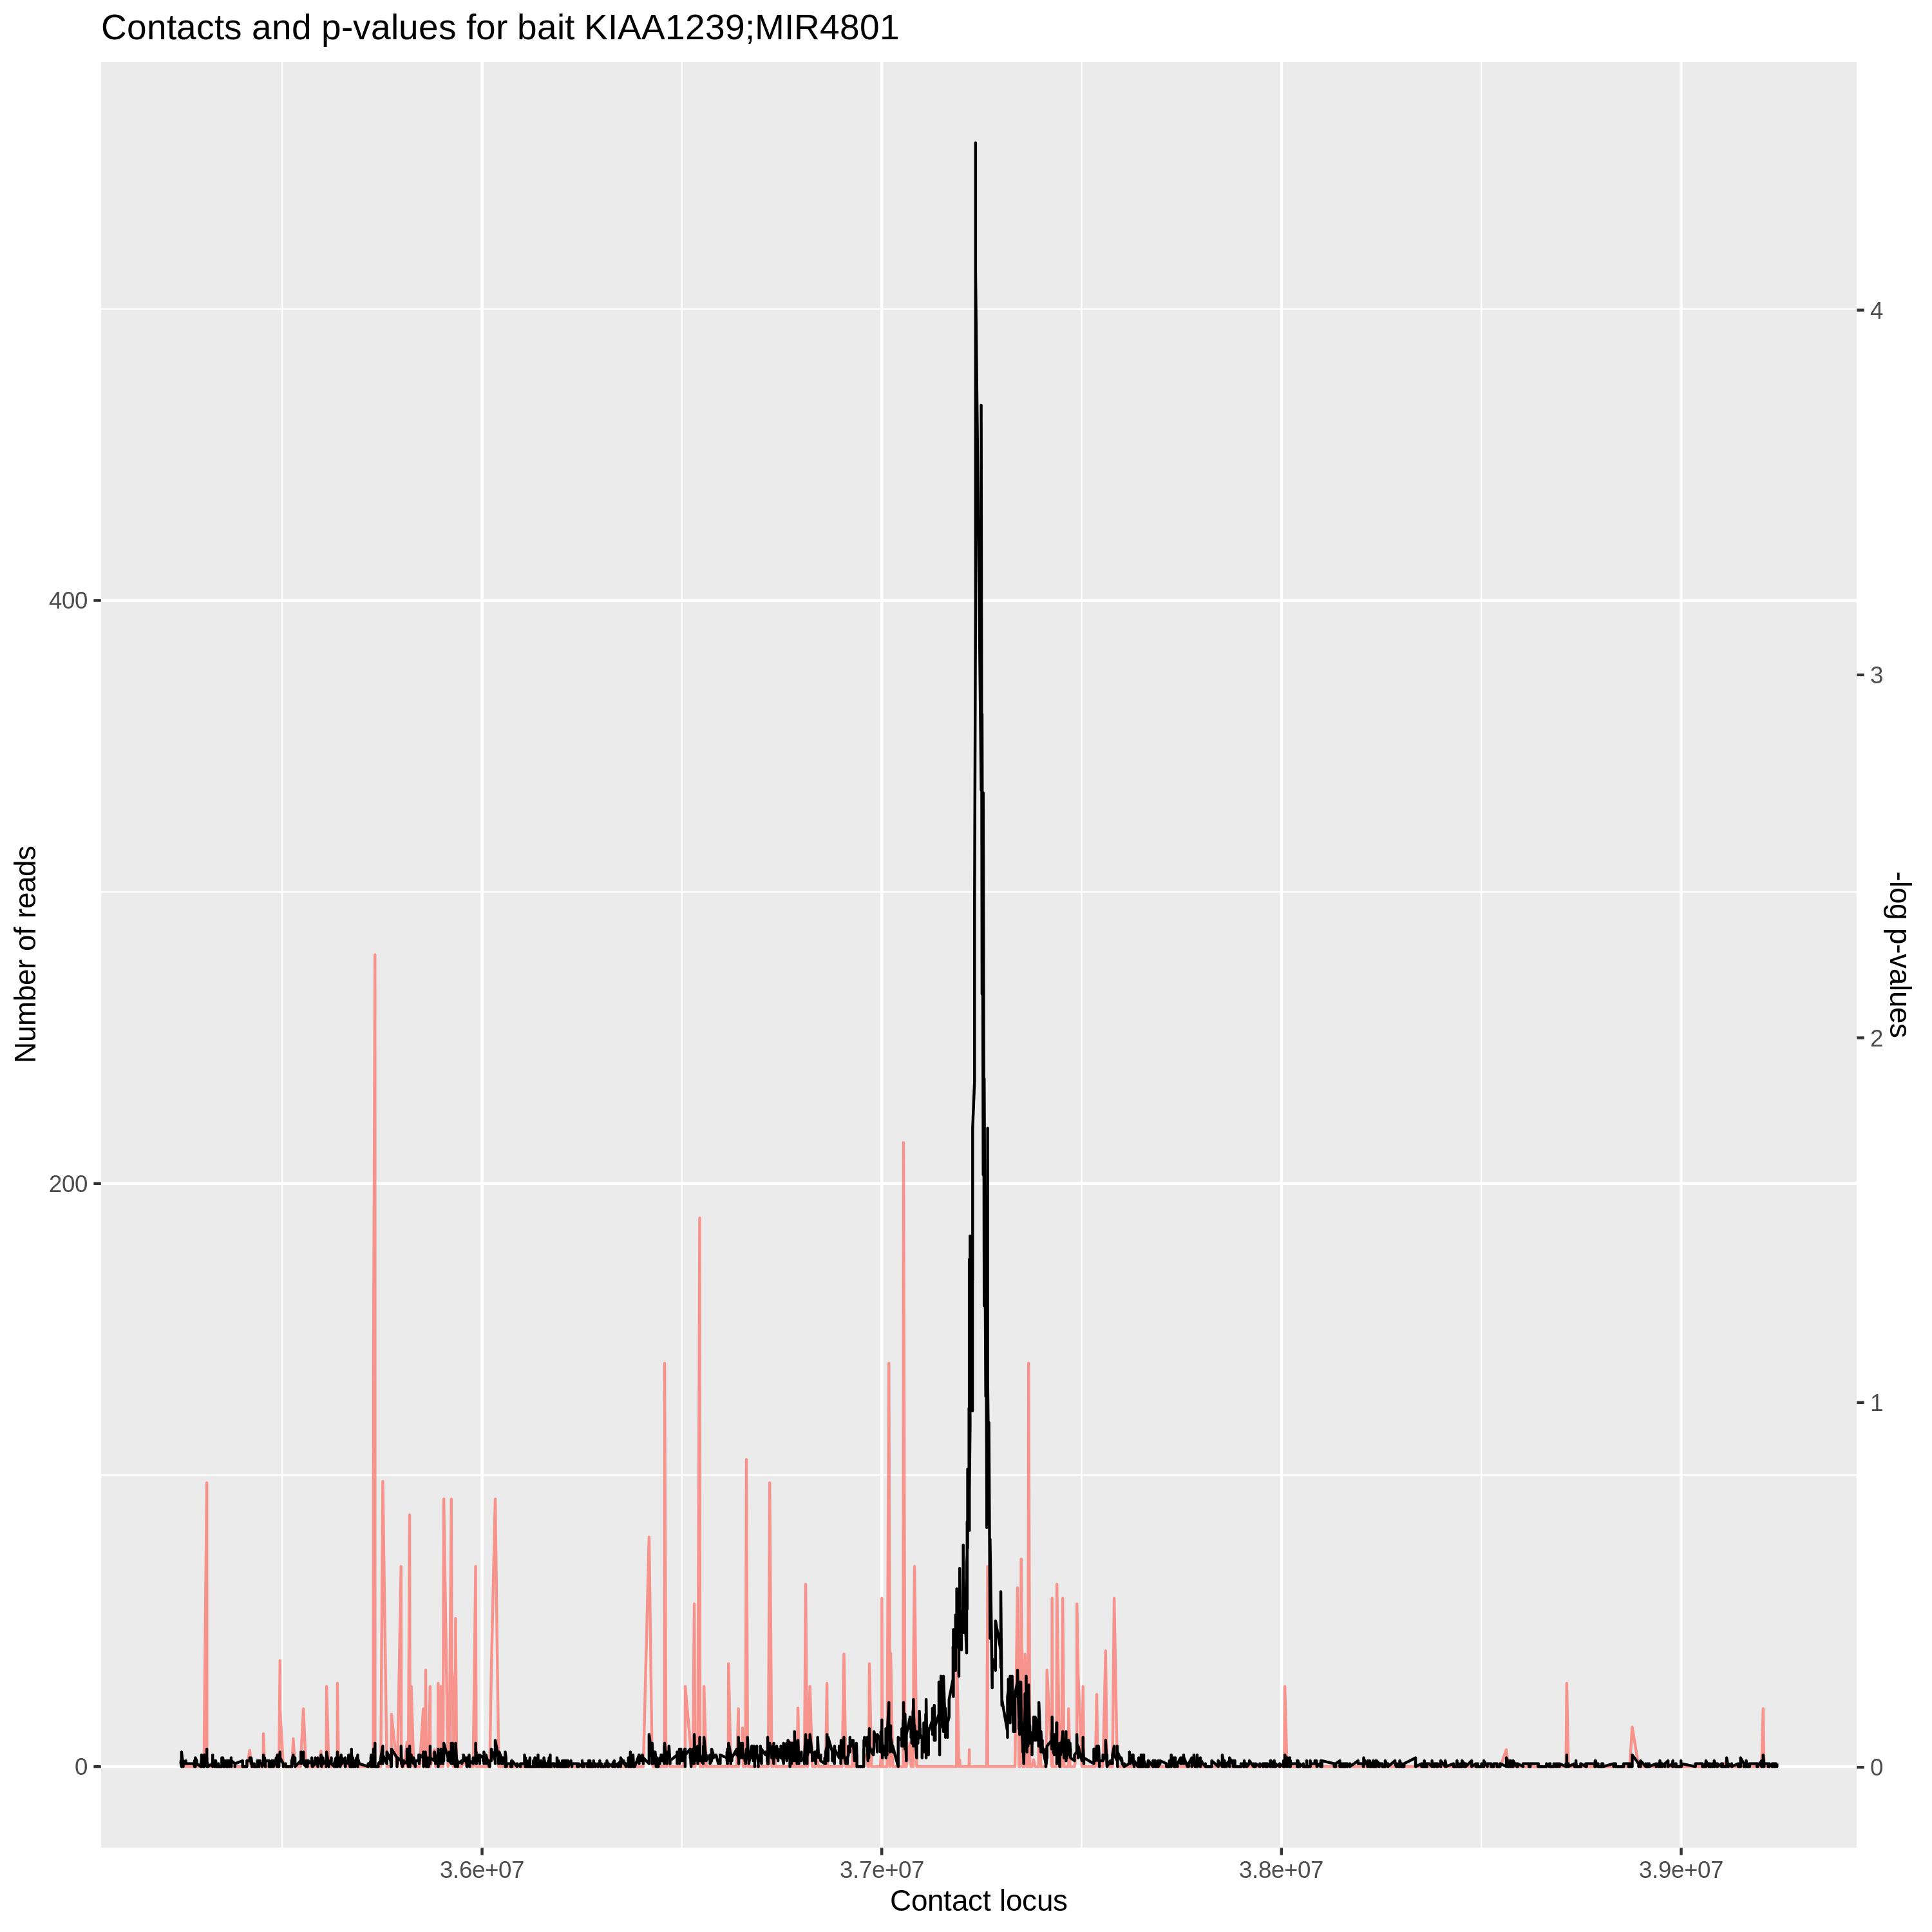 Contacts and p-values for bait KIAA1239;MIR4801
400
200
0
Number of reads
4
3
2
1
0
-log p-values
3.6e+07
3.7e+07
3.8e+07
3.9e+07
Contact locus